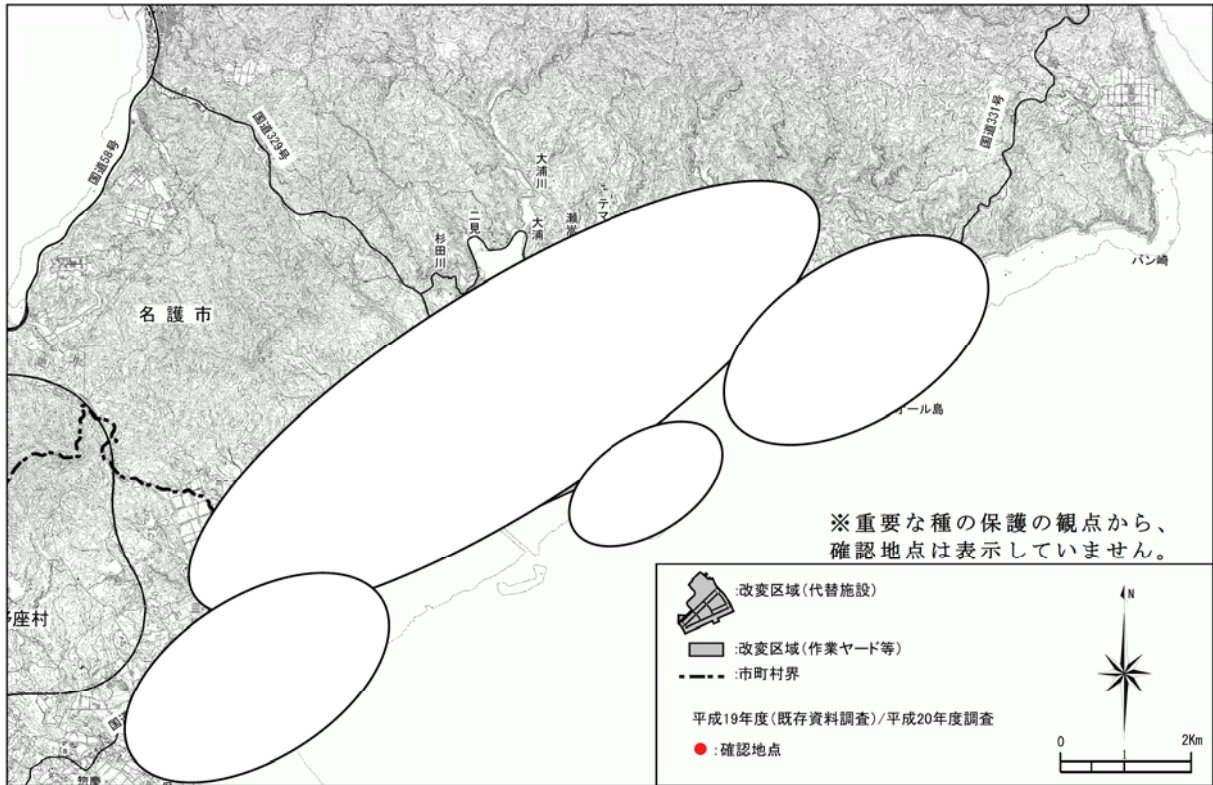 国道58号
国道329号
国道331号
大浦川
二見
杉田川
大浦
テマ
バン崎
名護市
オール島
※重要な種の保護の観点から、
確認地点は表示していません。
座村
:改変区域(代替施設)
:改変区域(作業ヤード等)
:市町村界
平成19年度(既存資料調査)/平成20年度調査
:確認地点
N
0 1 2Km
惣慶